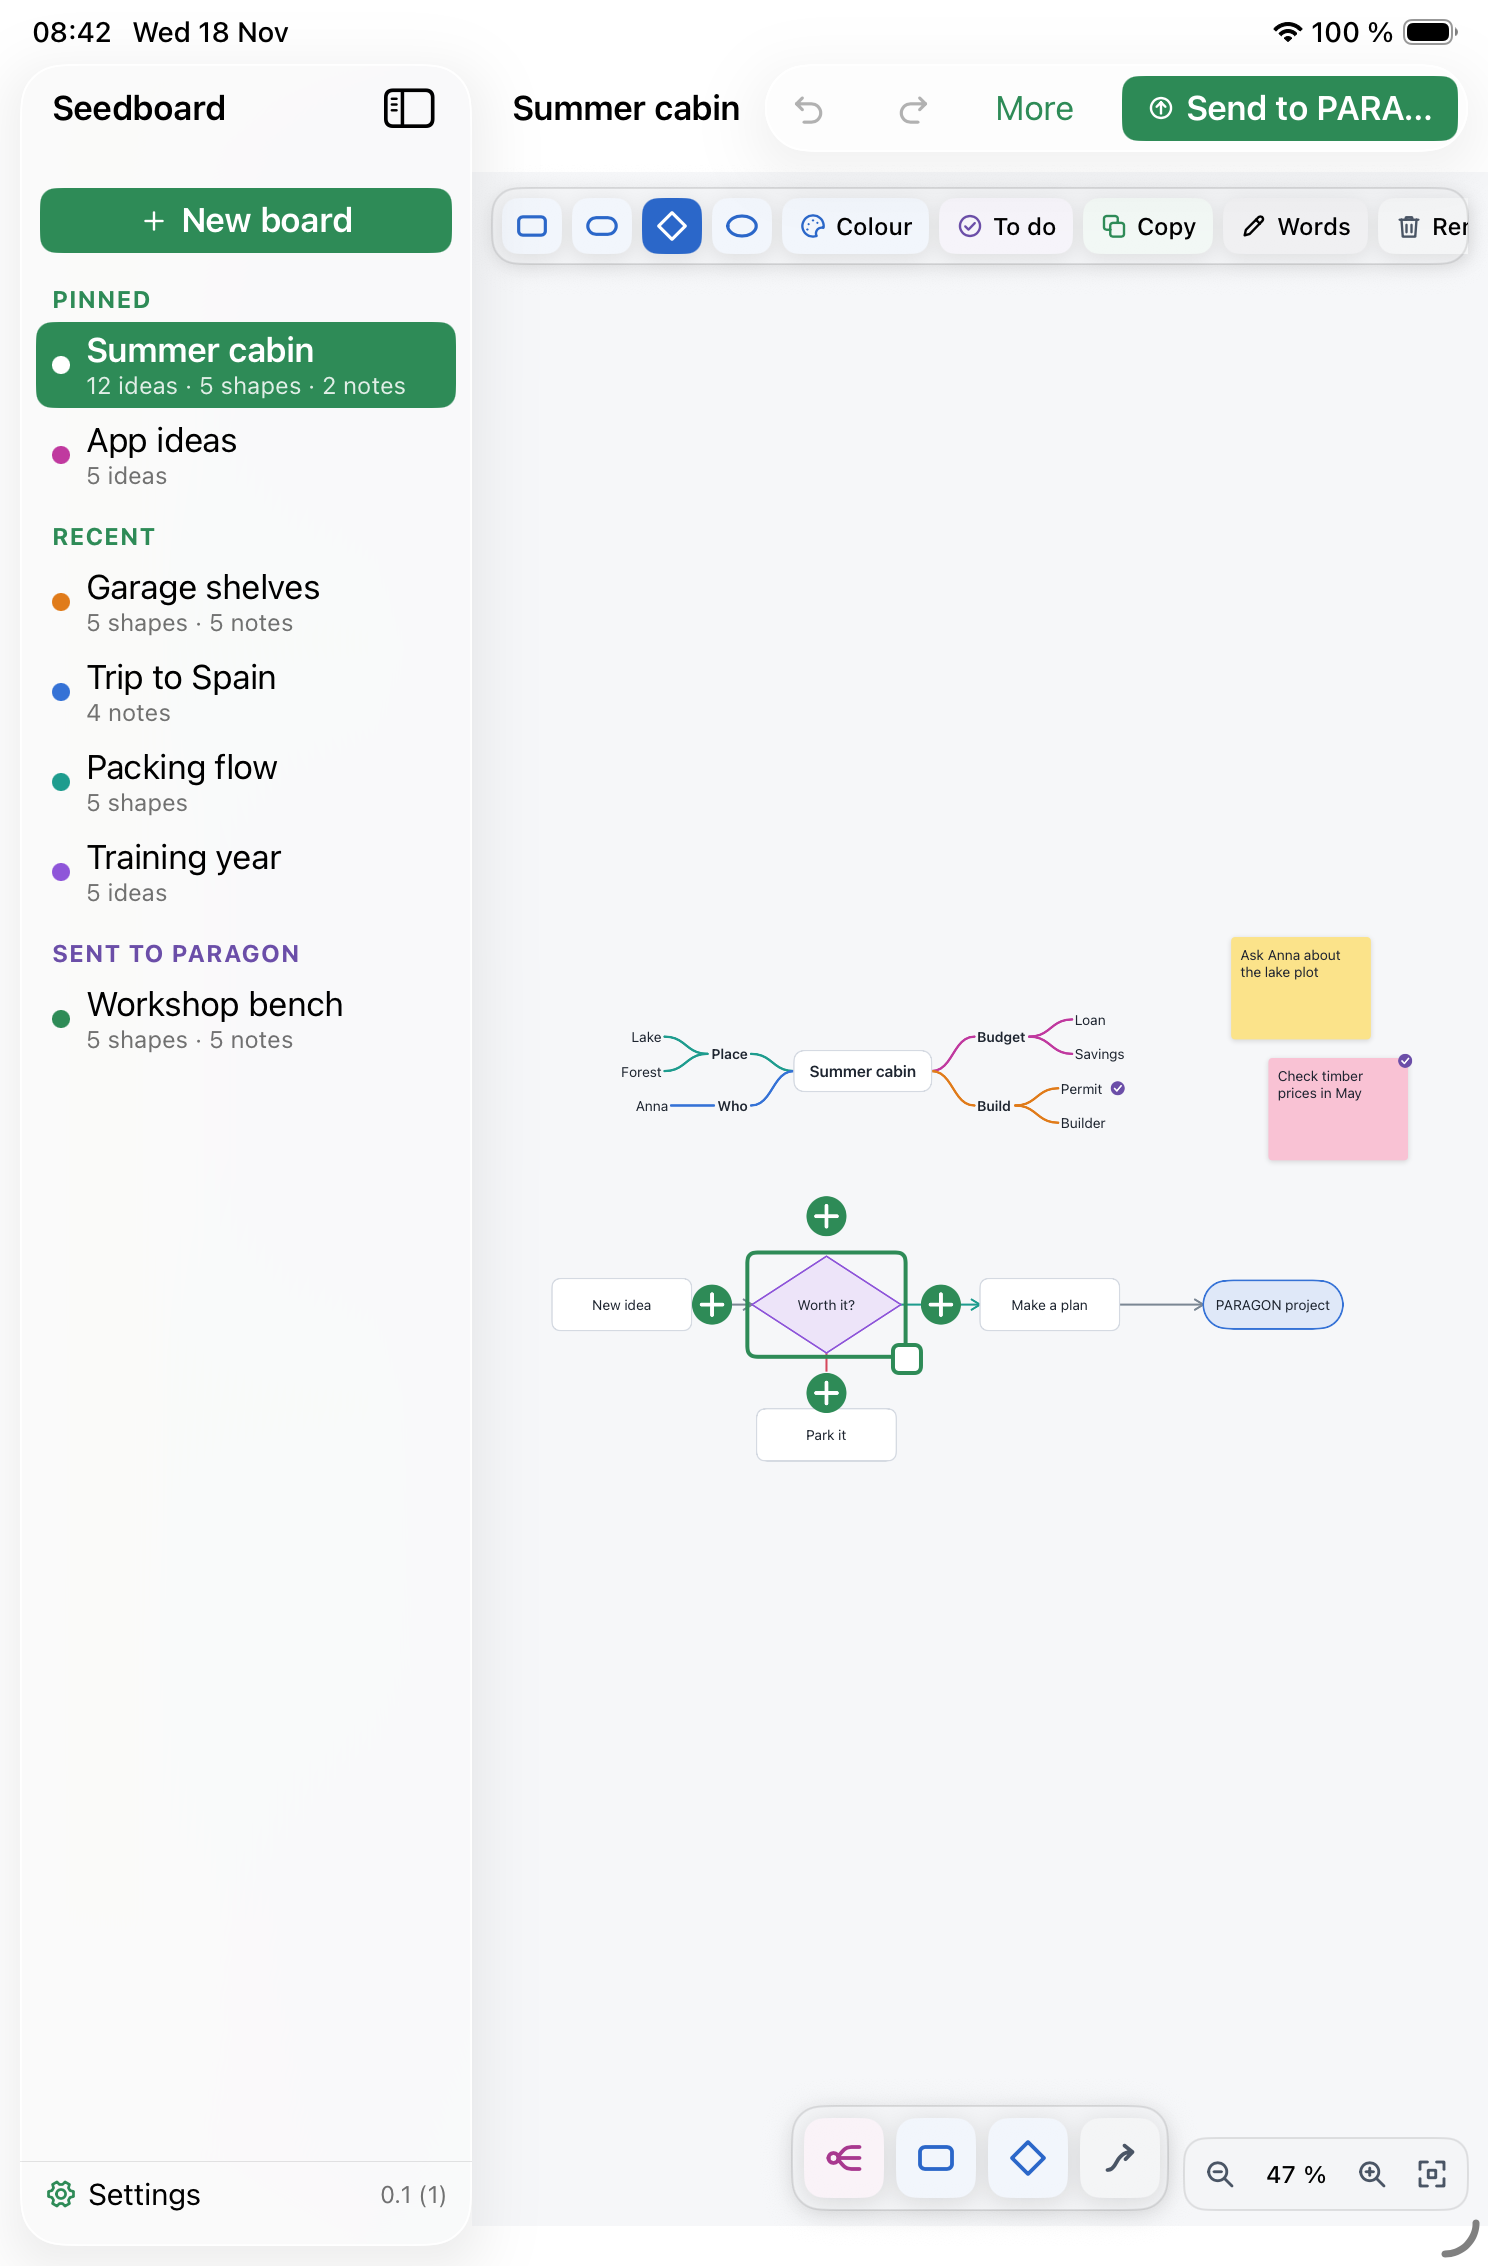 08:42 Wed 18 Nov
100 %
Seedboard
Summer cabin
More
Send to PARA...
+ New board
Colour
To do
Copy
Words
Rer
PINNED
Summer cabin
12 ideas · 5 shapes · 2 notes
App ideas
5 ideas
RECENT
Garage shelves
5 shapes · 5 notes
Trip to Spain
4 notes
Packing flow
5 shapes
Training year
5 ideas
SENT TO PARAGON
Workshop bench
5 shapes · 5 notes
Ask Anna about
the lake plot
Check timber
prices in May
Lake
Forest
Place
Anna
Who
Summer cabin
Budget
Loan
Savings
Build
Permit
Builder
New idea
Worth it?
Make a plan
PARAGON project
Park it
Settings
0.1 (1)
47 %